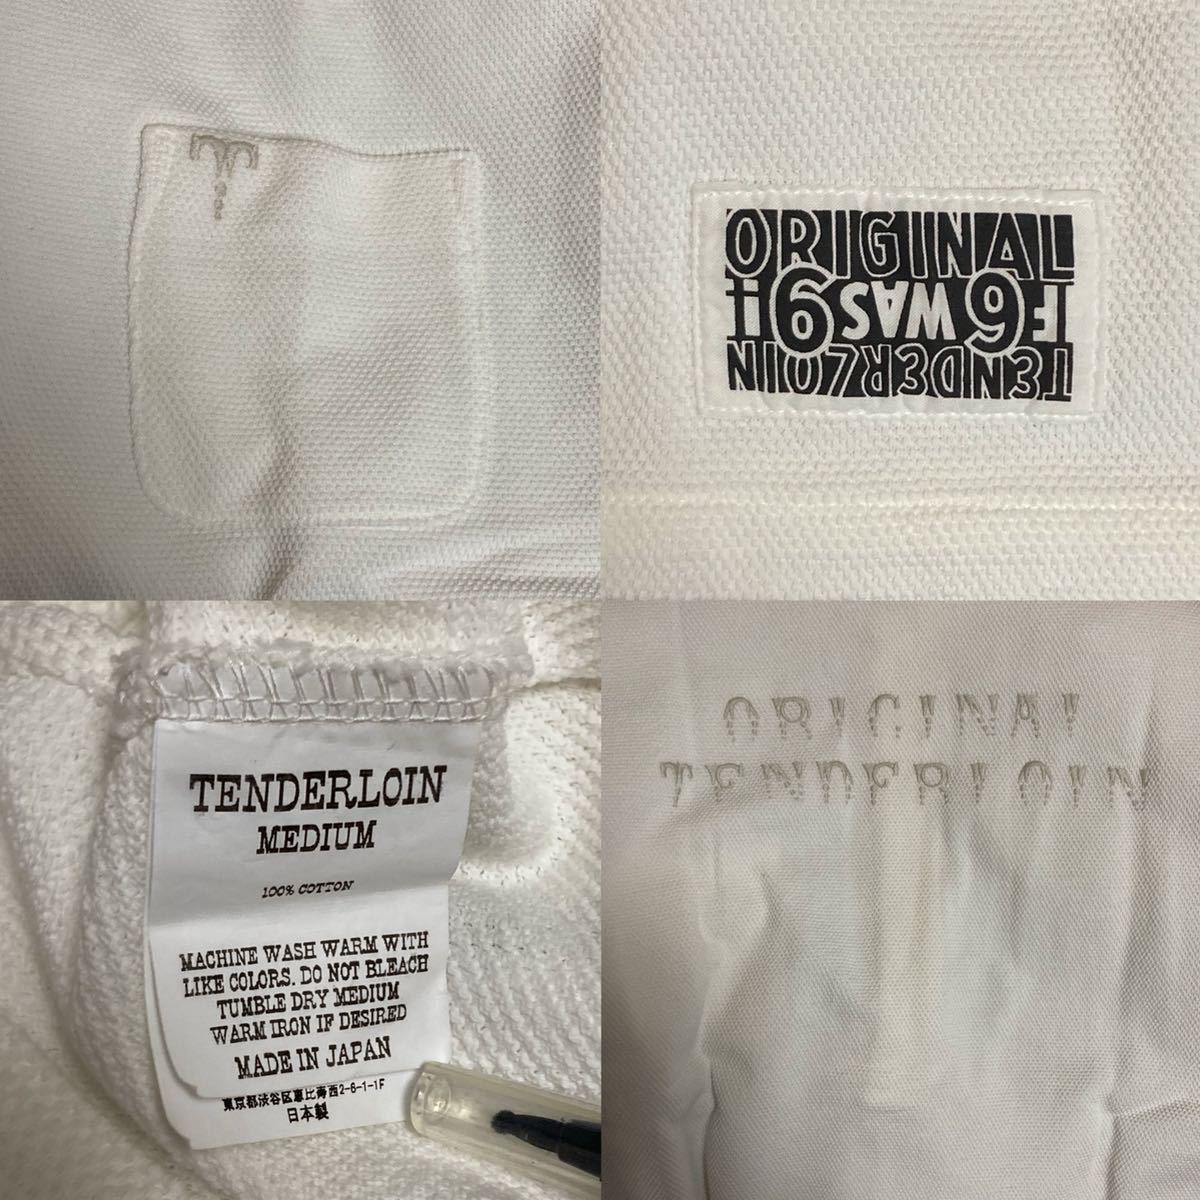 T
ORIGINAL
IF 6 WAS 9
TENDERLOIN
TENDERLOIN
MEDIUM
100% COTTON
MACHINE WASH WARM WITH
LIKE COLORS. DO NOT BLEACH
TUMBLE DRY MEDIUM
WARM IRON IF DESIRED
MADE IN JAPAN
東京都渋谷区恵比寿西2-6-1-1F
日本製
ORIGINAL
TENDERLOIN
T